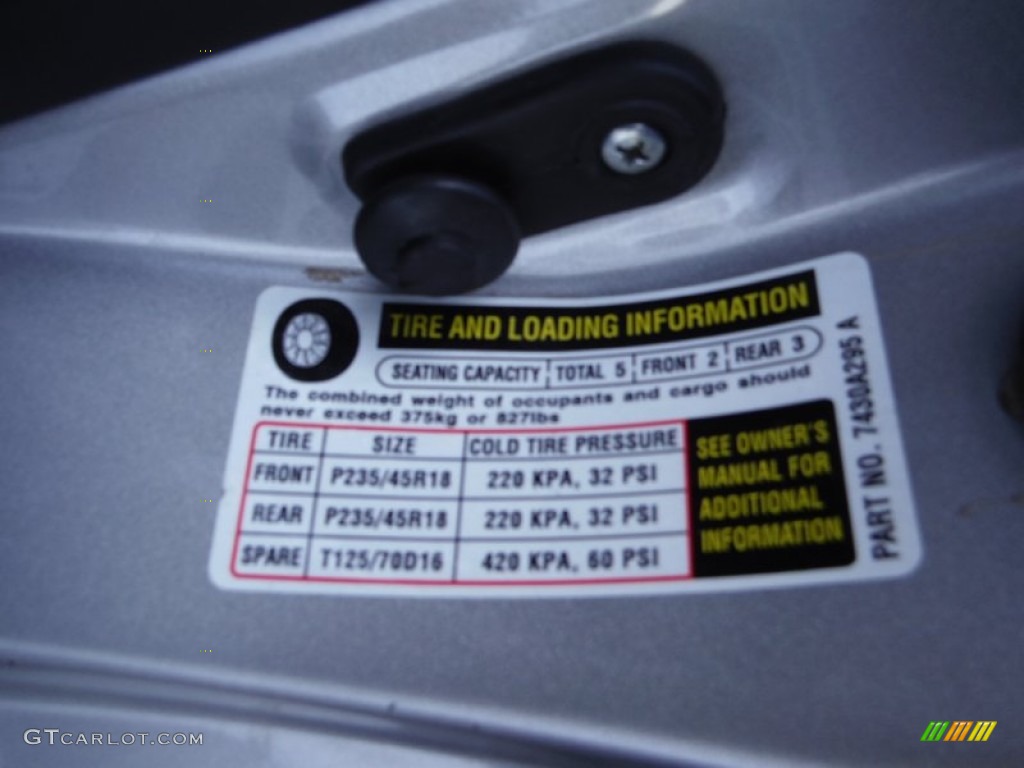 TIRE AND LOADING INFORMATION
SEATING CAPACITY TOTAL 5 FRONT 2 REAR 3
The combined weight of occupants and cargo should
never exceed 375kg or 827lbs
TIRE SIZE COLD TIRE PRESSURE
FRONT P235/45R18 220 KPA, 32 PSI
REAR P235/45R18 220 KPA, 32 PSI
SPARE T125/70D16 420 KPA, 60 PSI
SEE OWNER'S
MANUAL FOR
ADDITIONAL
INFORMATION
PART NO. 7430A295 A
GTCARLOT.COM